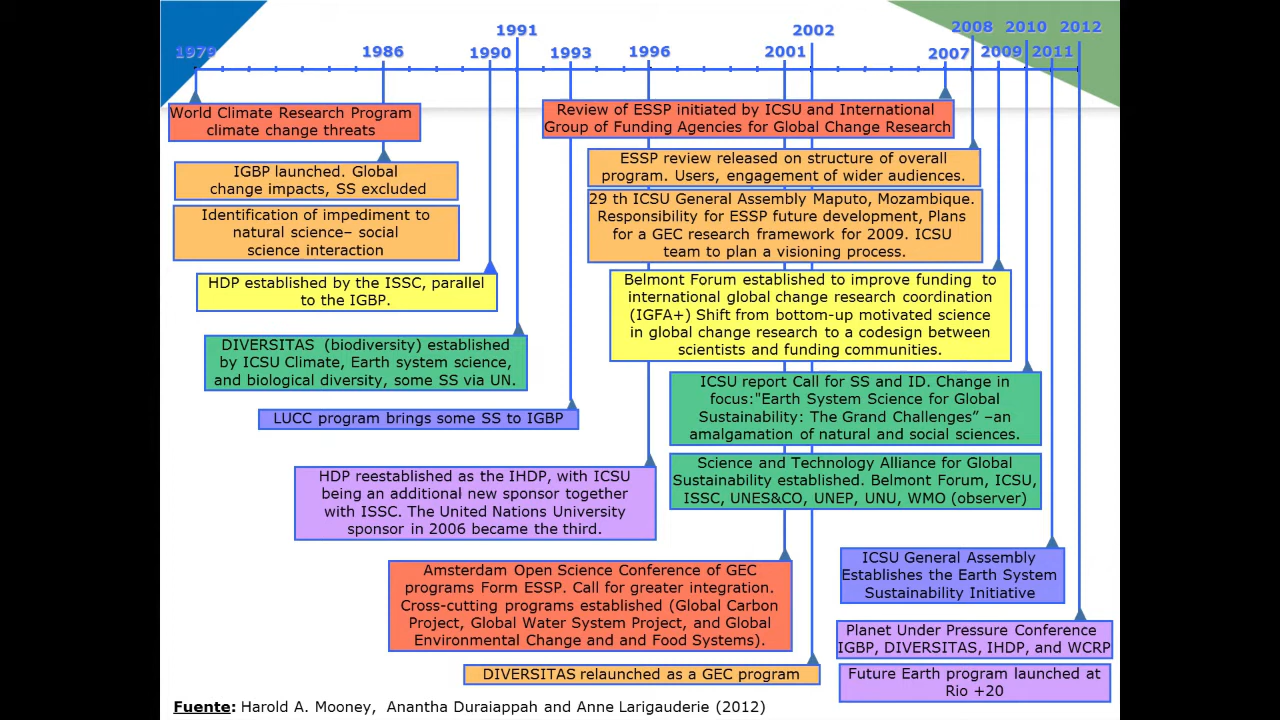 1991
2002
2008 2010 2012
1979
1986
1990
1993
1996
2001
2007
2009
2011
World Climate Research Program
climate change threats
IGBP launched. Global
change impacts, SS excluded
Identification of impediment to
natural science– social
science interaction
HDP established by the ISSC, parallel
to the IGBP.
DIVERSITAS (biodiversity) established
by ICSU Climate, Earth system science,
and biological diversity, some SS via UN.
LUCC program brings some SS to IGBP
HDP reestablished as the IHDP, with ICSU
being an additional new sponsor together
with ISSC. The United Nations University
sponsor in 2006 became the third.
Amsterdam Open Science Conference of GEC
programs Form ESSP. Call for greater integration.
Cross-cutting programs established (Global Carbon
Project, Global Water System Project, and Global
Environmental Change and and Food Systems).
DIVERSITAS relaunched as a GEC program
Review of ESSP initiated by ICSU and International
Group of Funding Agencies for Global Change Research
ESSP review released on structure of overall
program. Users, engagement of wider audiences.
29 th ICSU General Assembly Maputo, Mozambique.
Responsibility for ESSP future development, Plans
for a GEC research framework for 2009. ICSU
team to plan a visioning process.
Belmont Forum established to improve funding to
international global change research coordination
(IGFA+) Shift from bottom-up motivated science
in global change research to a codesign between
scientists and funding communities.
ICSU report Call for SS and ID. Change in
focus:"Earth System Science for Global
Sustainability: The Grand Challenges” –an
amalgamation of natural and social sciences.
Science and Technology Alliance for Global
Sustainability established. Belmont Forum, ICSU,
ISSC, UNES&CO, UNEP, UNU, WMO (observer)
ICSU General Assembly
Establishes the Earth System
Sustainability Initiative
Planet Under Pressure Conference
IGBP, DIVERSITAS, IHDP, and WCRP
Future Earth program launched at
Rio +20
Fuente: Harold A. Mooney, Anantha Duraiappah and Anne Larigauderie (2012)